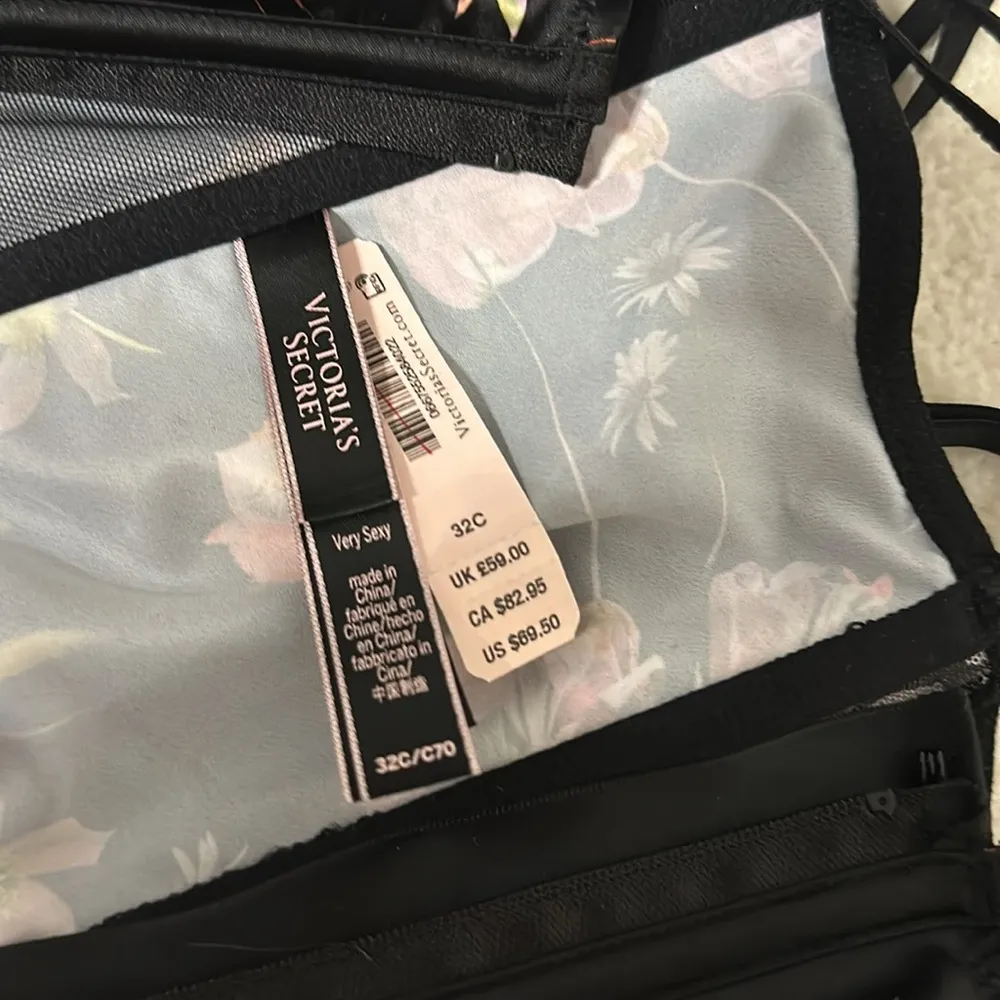 VICTORIA'S
SECRET
Very Sexy
made in
China/
fabriqué en
Chine/hecho
en China/
fabbricato in
Cina/
中国制造
32C/C70
VictoriasSecret.com
32C
UK £59.00
CA $82.95
US $69.50